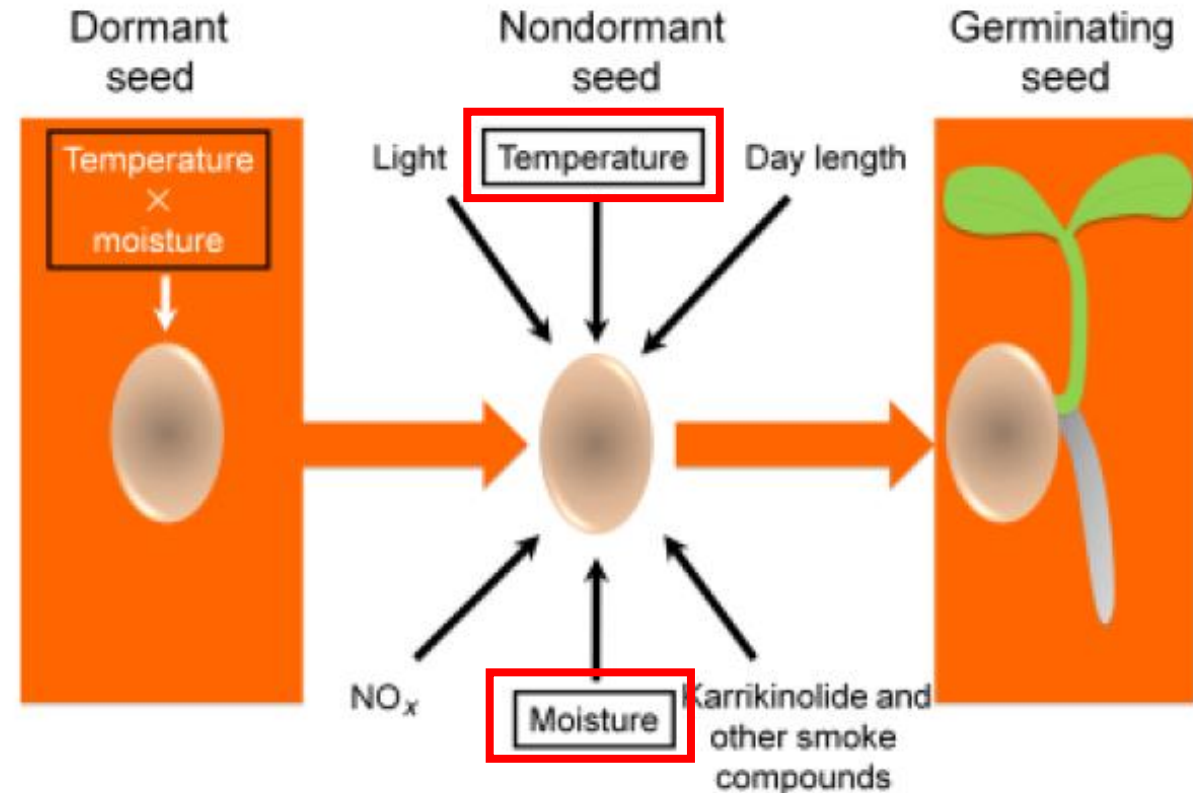 Dormant
seed
Nondormant
seed
Germinating
seed
Temperature
×
moisture
Light
Temperature
Day length
NOx
Moisture
Karrikinolide and
other smoke
compounds